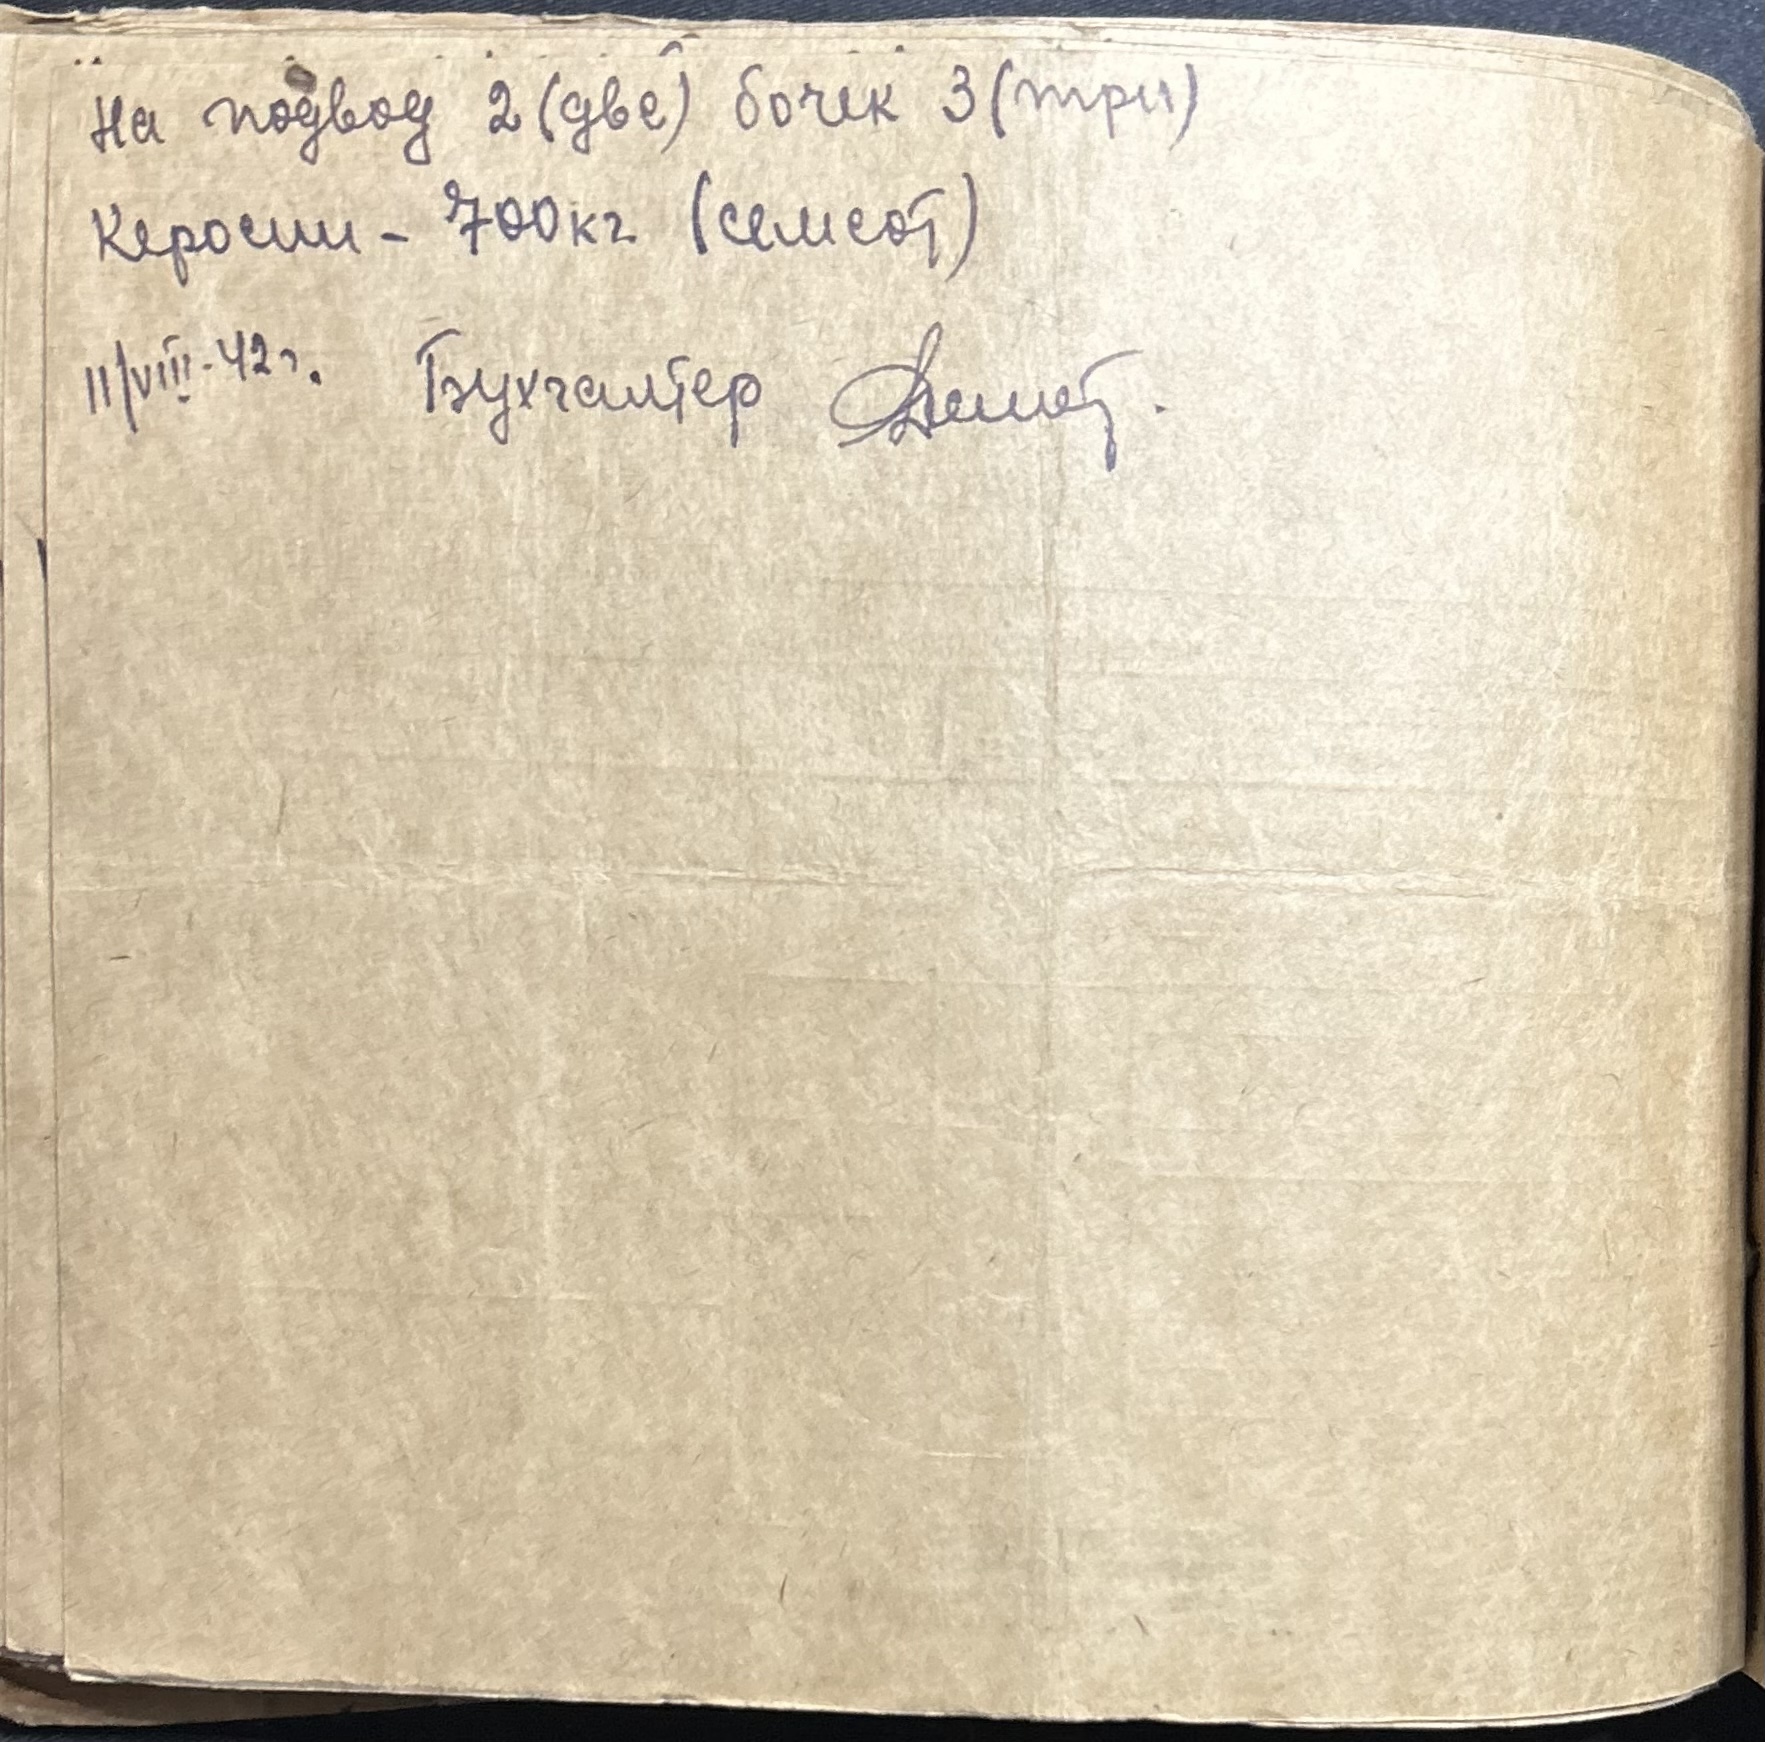 На подвод 2 (две) бочек 3 (три)
Керосин - 700 кг (семсот)
11/VIII-42 г. Бухгалтер